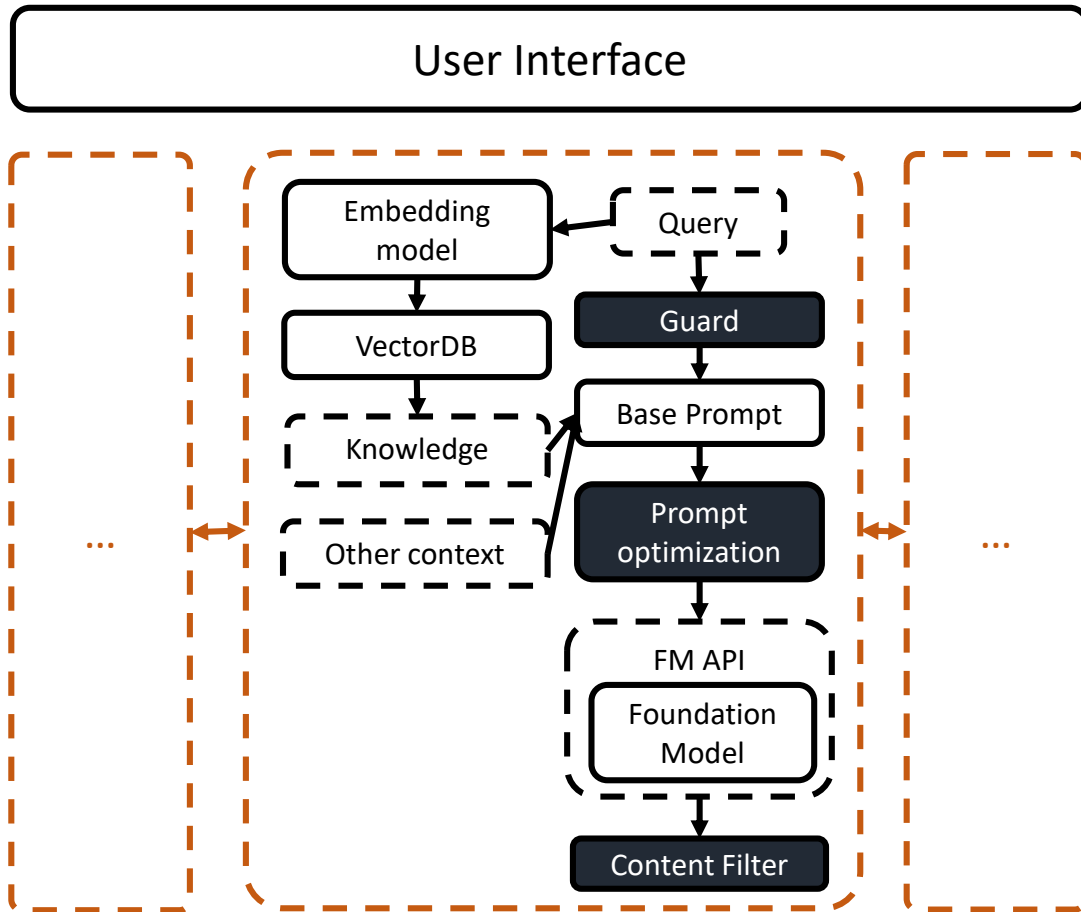 User Interface
Embedding
model
Query
Guard
VectorDB
Base Prompt
Knowledge
Prompt
optimization
Other context
...
...
FM API
Foundation
Model
Content Filter